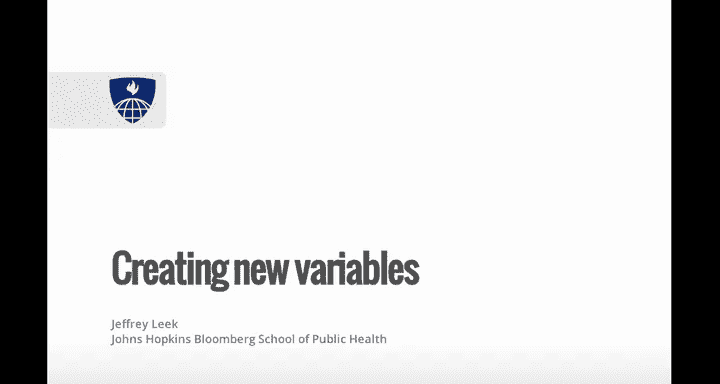 Creating new variables
Jeffrey Leek
Johns Hopkins Bloomberg School of Public Health